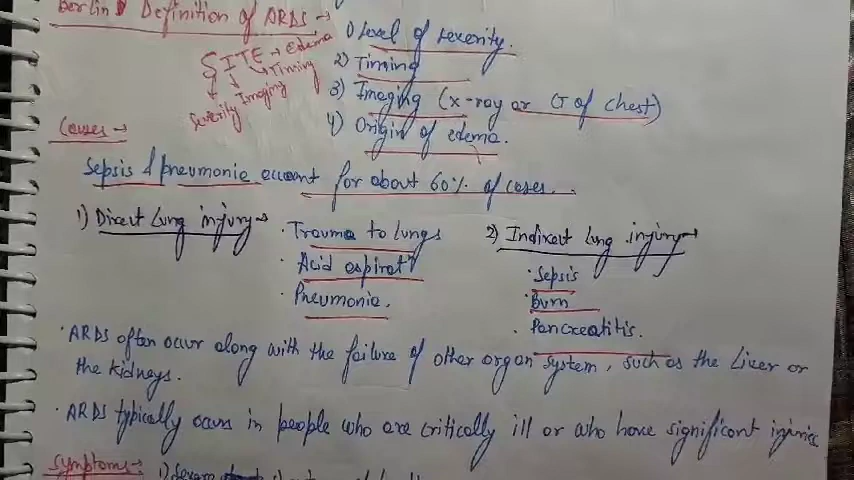 Berlin Definition of ARDS →
1) Level of severity.
2) Timing
3) Imaging (x-ray or CT of chest)
4) Origin of edema.
SITE → Edema
Timing
Imaging
Severity
Causes →
Sepsis & pneumonia account for about 60% of cases.
1) Direct Lung injury →
· Trauma to lungs
· Acid aspiratn
· Pneumonia.
2) Indirect Lung injury →
· Sepsis
· Burn
· Pancreatitis.
· ARDS often occur along with the failure of other organ system, such as the Liver or
the kidneys.
· ARDS typically occurs in people who are critically ill or who have significant injuries
Symptoms →